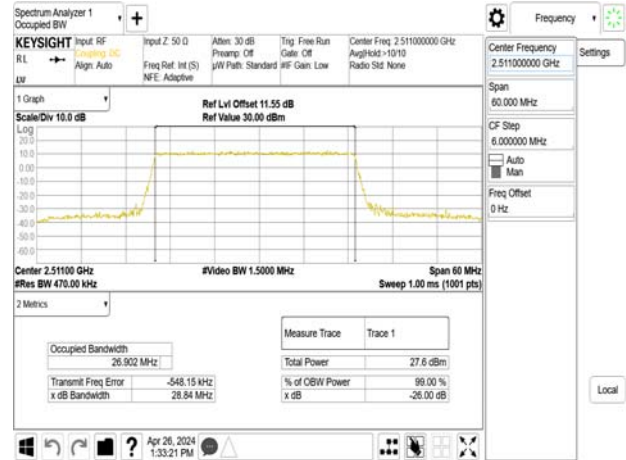 Spectrum Analyzer 1
Occupied BW
+
Frequency
KEYSIGHT
Input: RF
Coupling: DC
Align: Auto
Input Z: 50 Ω
Freq Ref: Int (S)
NFE: Adaptive
Atten: 30 dB
Preamp: Off
µW Path: Standard
Trig: Free Run
Gate: Off
#IF Gain: Low
Center Freq: 2.511000000 GHz
Avg|Hold:>10/10
Radio Std: None
RL
Center Frequency
2.511000000 GHz
Settings
Span
60.000 MHz
CF Step
6.000000 MHz
Auto
Man
Freq Offset
0 Hz
Local
1 Graph
Scale/Div 10.0 dB
Ref Lvl Offset 11.55 dB
Ref Value 30.00 dBm
Log
20.0
10.0
0.00
-10.0
-20.0
-30.0
-40.0
-50.0
-60.0
Center 2.51100 GHz
#Video BW 1.5000 MHz
Span 60 MHz
#Res BW 470.00 kHz
Sweep 1.00 ms (1001 pts)
2 Metrics
Measure Trace
Trace 1
Occupied Bandwidth
26.902 MHz
Total Power
27.6 dBm
Transmit Freq Error
-548.15 kHz
% of OBW Power
99.00 %
x dB Bandwidth
28.84 MHz
x dB
-26.00 dB
?
Apr 26, 2024
1:33:21 PM